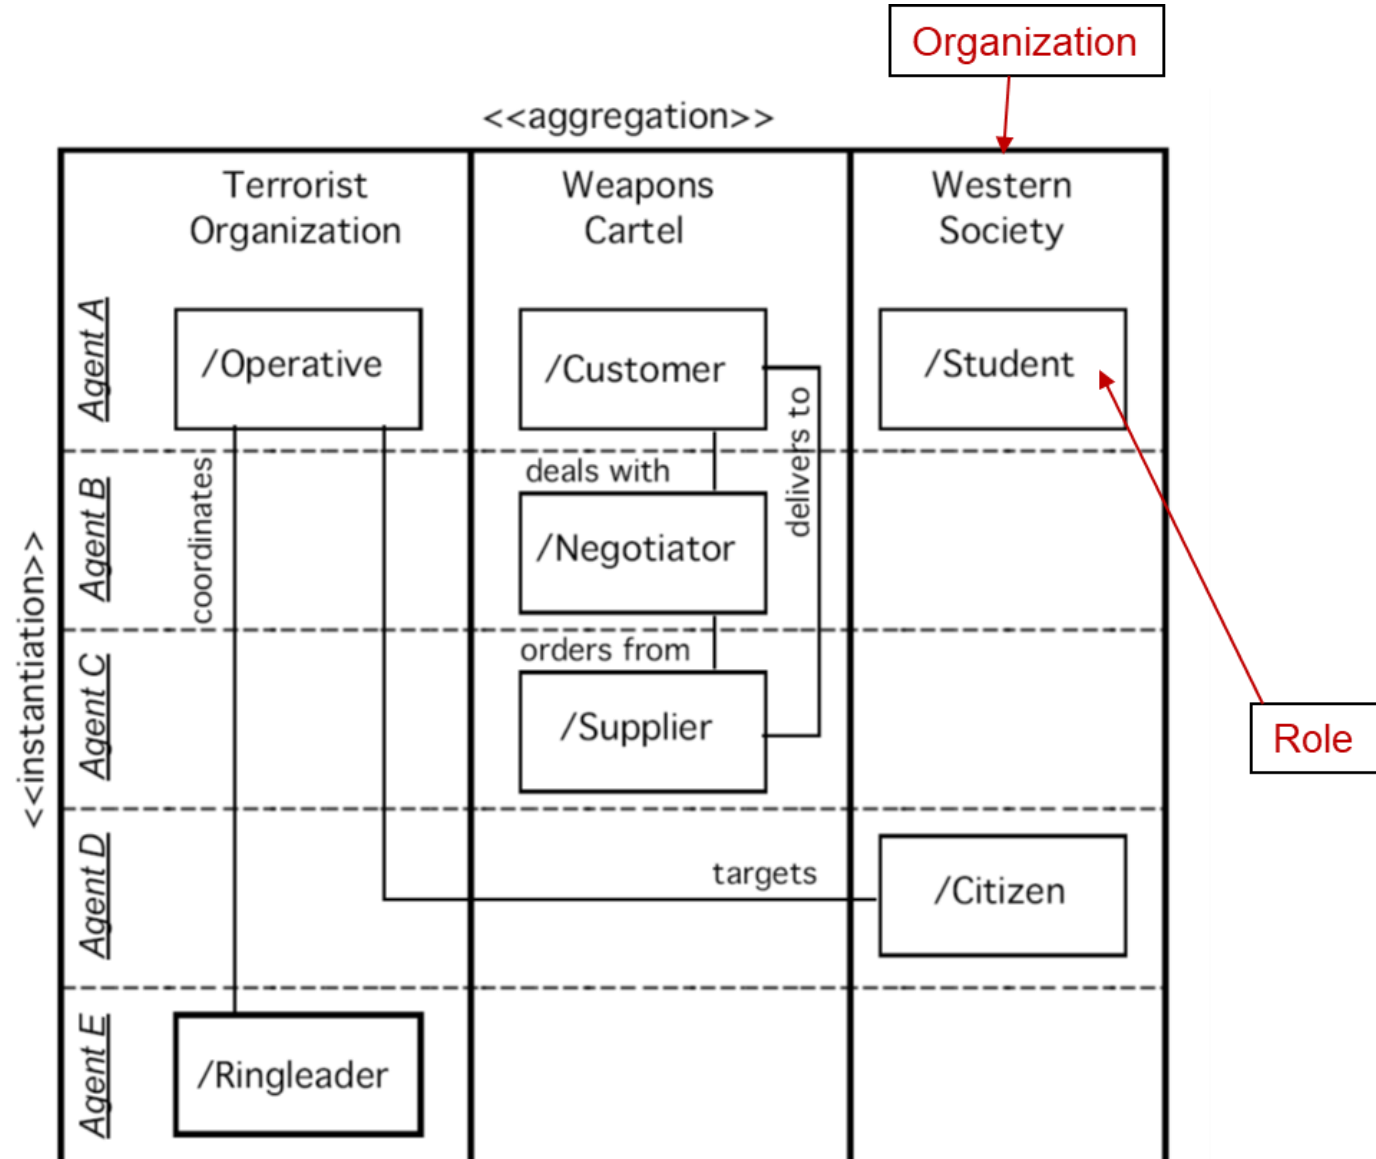 Organization
<<aggregation>>
Terrorist
Organization
Weapons
Cartel
Western
Society
<<instantiation>>
Agent A
/Operative
/Customer
/Student
coordinates
deals with
delivers to
Agent B
/Negotiator
orders from
Agent C
/Supplier
Role
Agent D
targets
/Citizen
Agent E
/Ringleader